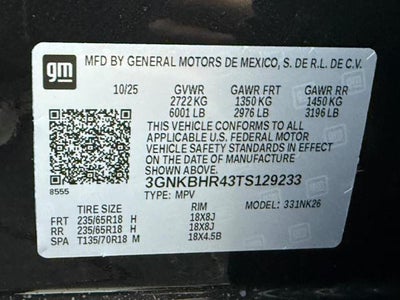 gm
MFD BY GENERAL MOTORS DE MEXICO, S. DE R.L. DE C.V.
10/25 GVWR GAWR FRT GAWR RR
2722 KG 1350 KG 1450 KG
6001 LB 2976 LB 3196 LB
THIS VEHICLE CONFORMS TO ALL
APPLICABLE U.S. FEDERAL MOTOR
VEHICLE SAFETY STANDARDS IN EFFECT
ON THE DATE OF MANUFACTURE
SHOWN ABOVE.
3GNKBHR43TS129233
8555 TYPE: MPV MODEL: 331NK26
TIRE SIZE RIM
FRT 235/65R18 H 18X8J
RR 235/65R18 H 18X8J
SPA T135/70R18 M 18X4.5B